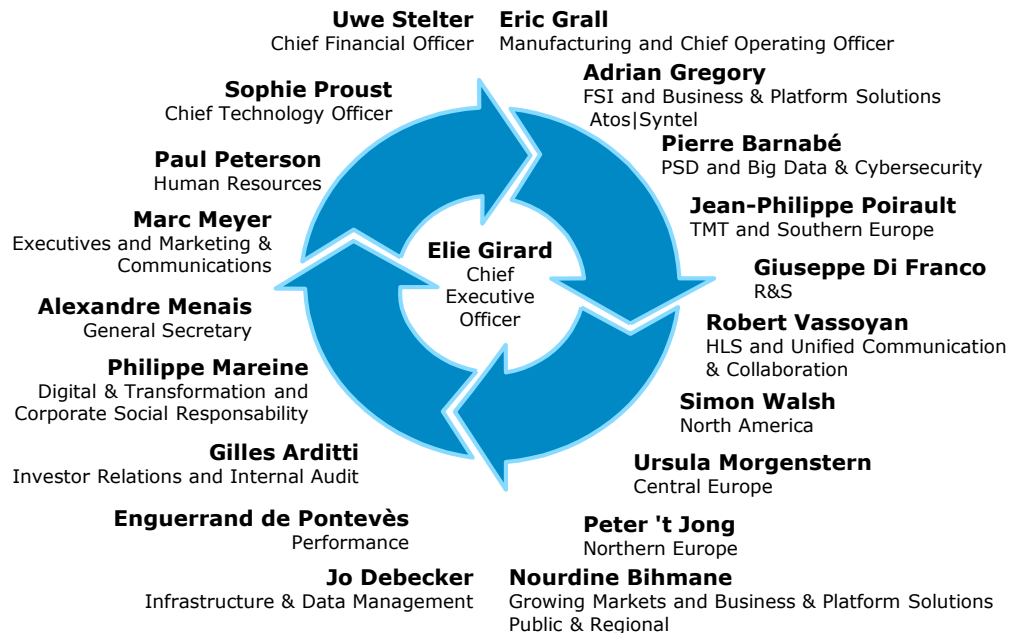 Uwe Stelter
Chief Financial Officer
Eric Grall
Manufacturing and Chief Operating Officer
Adrian Gregory
FSI and Business & Platform Solutions
Atos|Syntel
Sophie Proust
Chief Technology Officer
Pierre Barnabé
PSD and Big Data & Cybersecurity
Paul Peterson
Human Resources
Jean-Philippe Poirault
TMT and Southern Europe
Marc Meyer
Executives and Marketing &
Communications
Elie Girard
Chief
Executive
Officer
Giuseppe Di Franco
R&S
Alexandre Menais
General Secretary
Robert Vassoyan
HLS and Unified Communication
& Collaboration
Philippe Mareine
Digital & Transformation and
Corporate Social Responsability
Simon Walsh
North America
Gilles Arditti
Investor Relations and Internal Audit
Ursula Morgenstern
Central Europe
Enguerrand de Pontevès
Performance
Peter 't Jong
Northern Europe
Jo Debecker
Infrastructure & Data Management
Nourdine Bihmane
Growing Markets and Business & Platform Solutions
Public & Regional